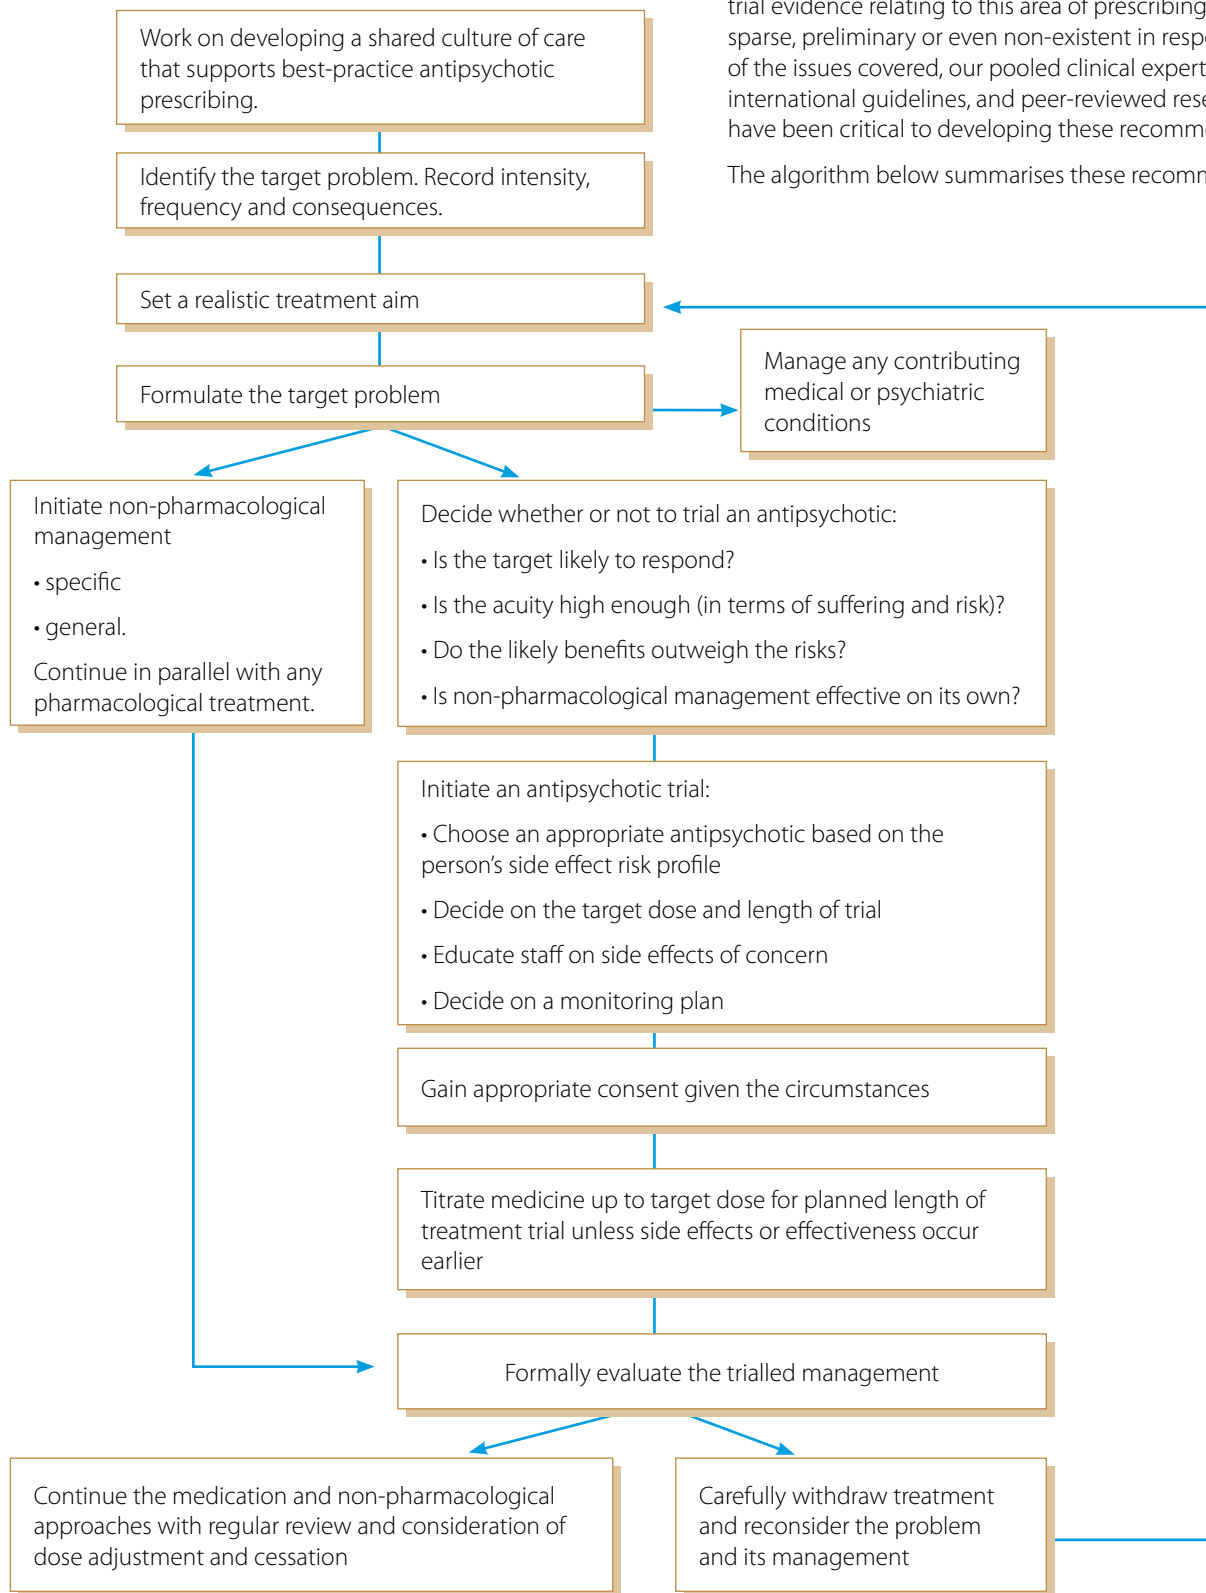 trial evidence relating to this area of prescribing
sparse, preliminary or even non-existent in
of the issues covered, our pooled clinical
international guidelines, and peer-reviewed
have been critical to developing these
The algorithm below summarises these
Work on developing a shared culture of care
that supports best-practice antipsychotic
prescribing.
Identify the target problem. Record intensity,
frequency and consequences.
Set a realistic treatment aim
Formulate the target problem
Manage any contributing
medical or psychiatric
conditions
Initiate non-pharmacological
management
• specific
• general.
Continue in parallel with any
pharmacological treatment.
Decide whether or not to trial an antipsychotic:
• Is the target likely to respond?
• Is the acuity high enough (in terms of suffering and risk)?
• Do the likely benefits outweigh the risks?
• Is non-pharmacological management effective on its own?
Initiate an antipsychotic trial:
• Choose an appropriate antipsychotic based on the
person’s side effect risk profile
• Decide on the target dose and length of trial
• Educate staff on side effects of concern
• Decide on a monitoring plan
Gain appropriate consent given the circumstances
Titrate medicine up to target dose for planned length of
treatment trial unless side effects or effectiveness occur
earlier
Formally evaluate the trialled management
Continue the medication and non-pharmacological
approaches with regular review and consideration of
dose adjustment and cessation
Carefully withdraw treatment
and reconsider the problem
and its management